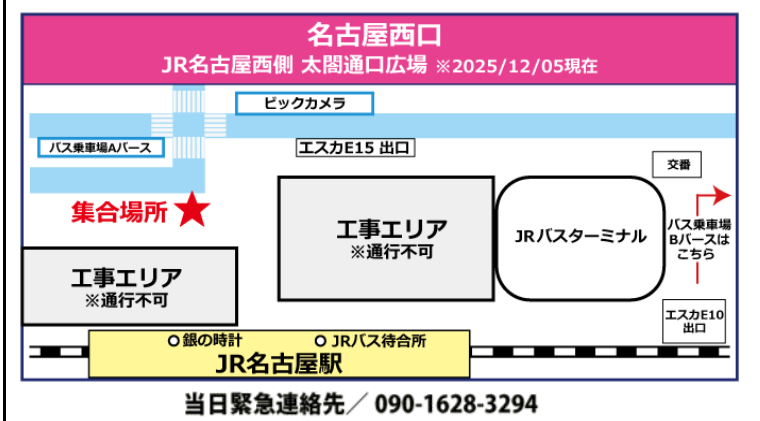 名古屋西口
JR名古屋西側 太閤通口広場 ※2025/12/05現在
ビックカメラ
バス乗車場Aバース
エスカE15 出口
交番
集合場所
工事エリア
※通行不可
JRバスターミナル
バス乗車場
Bバースは
こちら
工事エリア
※通行不可
エスカE10
出口
銀の時計
JRバス待合所
JR名古屋駅
当日緊急連絡先／ 090-1628-3294